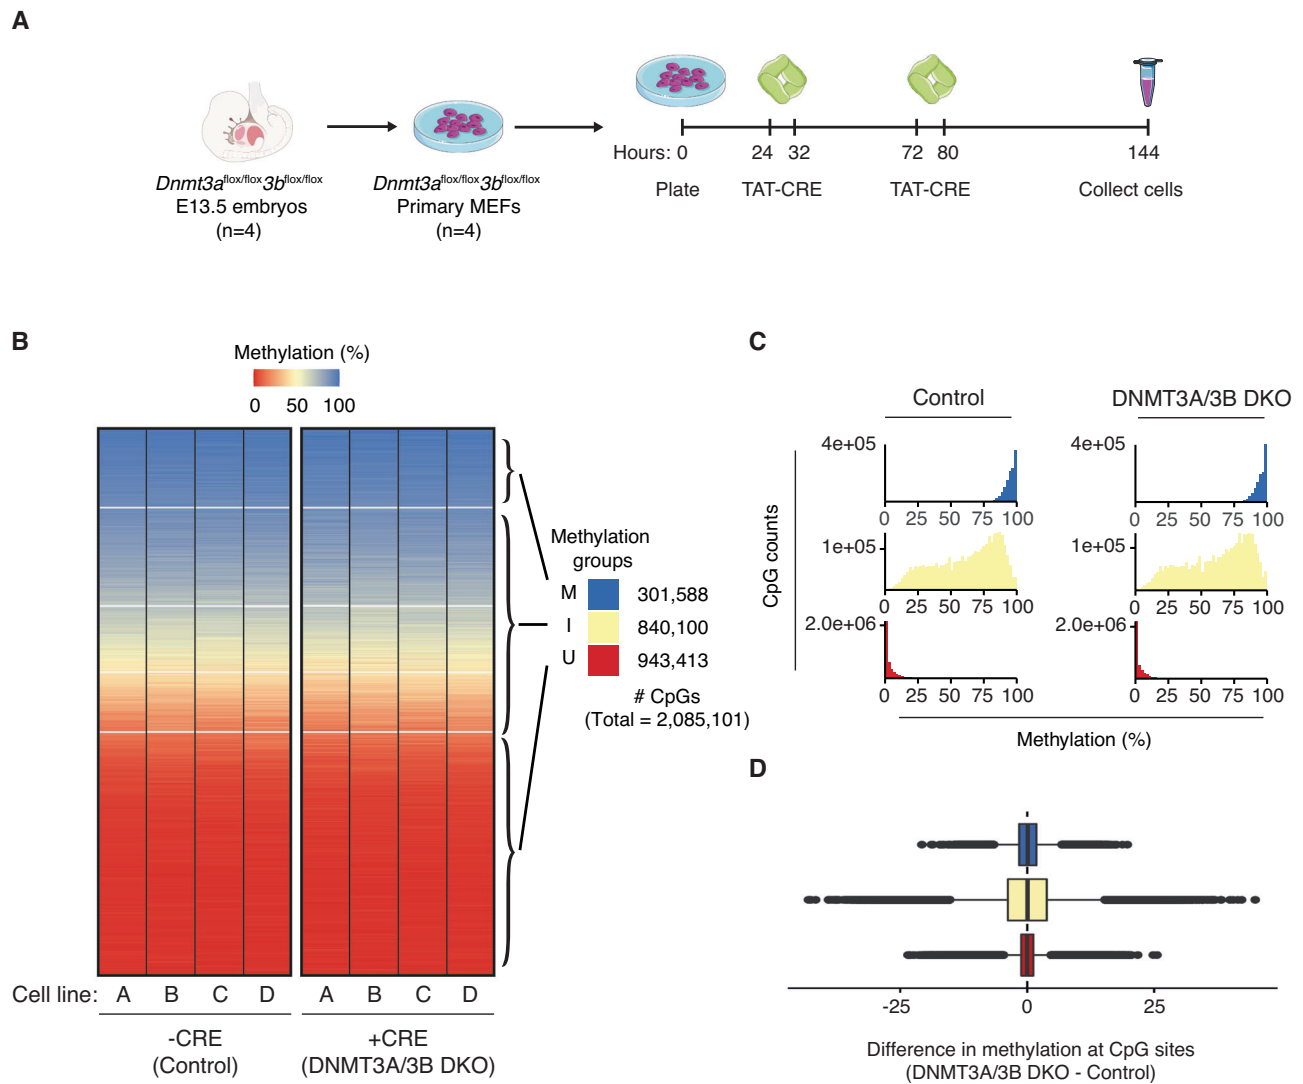 A
Hours: 0 24 32 72 80 144
Plate TAT-CRE TAT-CRE Collect cells
Dnmt3aflox/flox3bflox/flox
E13.5 embryos
(n=4)
Dnmt3aflox/flox3bflox/flox
Primary MEFs
(n=4)
B
Methylation (%)
0 50 100
Methylation
groups
M 301,588
I 840,100
U 943,413
# CpGs
(Total = 2,085,101)
Cell line: A B C D A B C D
-CRE
(Control)
+CRE
(DNMT3A/3B DKO)
C
Control DNMT3A/3B DKO
CpG counts
4e+05 4e+05
0 25 50 75 100 0 25 50 75 100
1e+05 1e+05
0 25 50 75 100 0 25 50 75 100
2.0e+06 2.0e+06
0 25 50 75 100 0 25 50 75 100
Methylation (%)
D
-25 0 25
Difference in methylation at CpG sites
(DNMT3A/3B DKO - Control)